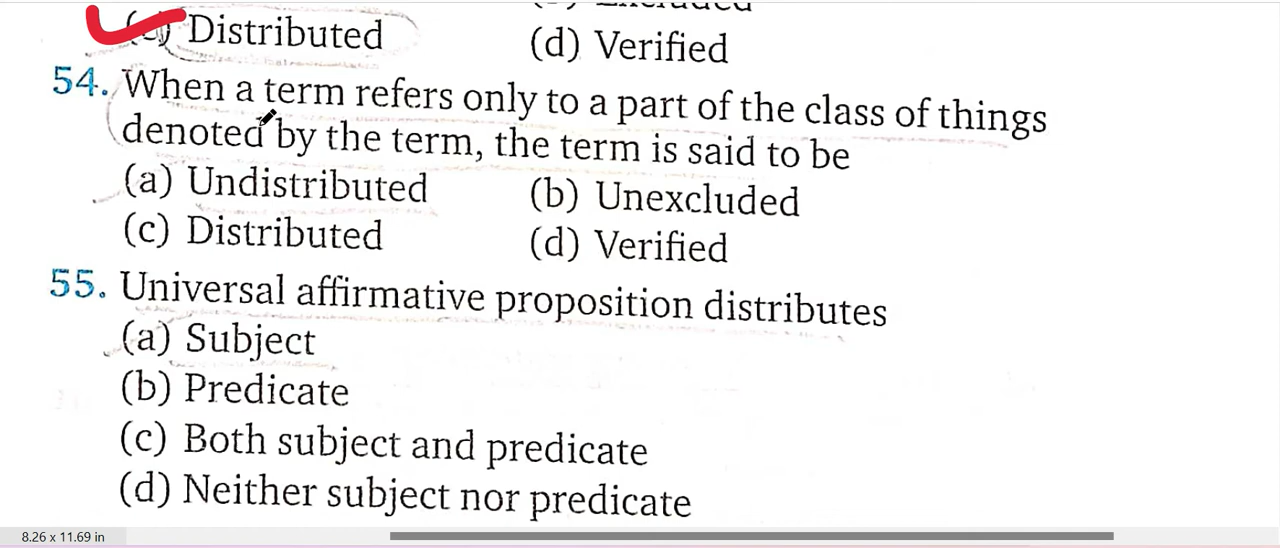 Distributed (d) Verified
54. When a term refers only to a part of the class of things
denoted by the term, the term is said to be
(a) Undistributed (b) Unexcluded
(c) Distributed (d) Verified
55. Universal affirmative proposition distributes
(a) Subject
(b) Predicate
(c) Both subject and predicate
(d) Neither subject nor predicate
8.26 x 11.69 in